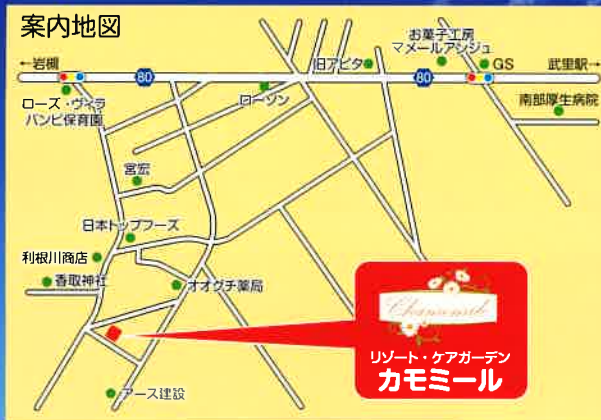 案内地図
←岩槻
80
旧アピタ
お菓子工房
マメールアシジュ
GS
80
武里駅→
ローズ・ヴィラ
バンビ保育園
ローソン
南部厚生病院
宮宏
日本トップフーズ
利根川商店
香取神社
オオグチ薬局
Chamomile
リゾート・ケアガーデン
カモミール
アース建設